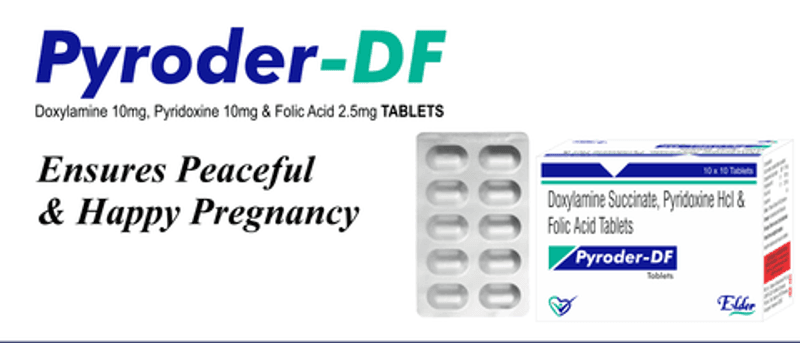 Pyroder-DF
Doxylamine 10mg, Pyridoxine 10mg & Folic Acid 2.5mg TABLETS
Ensures Peaceful
& Happy Pregnancy
10 x 10 Tablets
Doxylamine Succinate, Pyridoxine Hcl &
Folic Acid Tablets
Pyroder-DF
Tablets
Elder